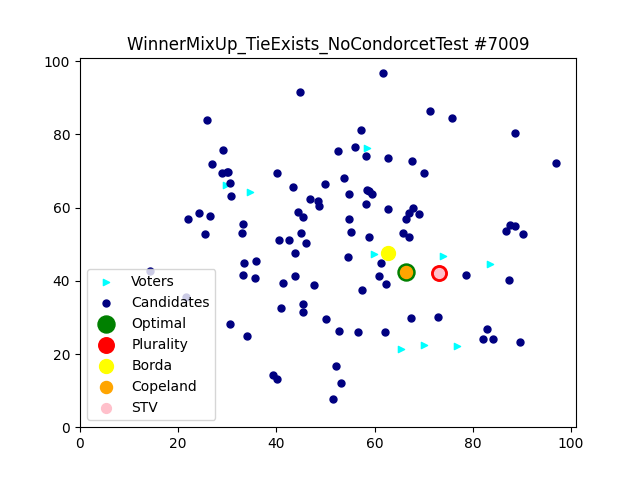 WinnerMixUp_TieExists_NoCondorcetTest #7009
100
80
60
40
20
0
Voters
Candidates
Optimal
Plurality
Borda
Copeland
STV
0 20 40 60 80 100